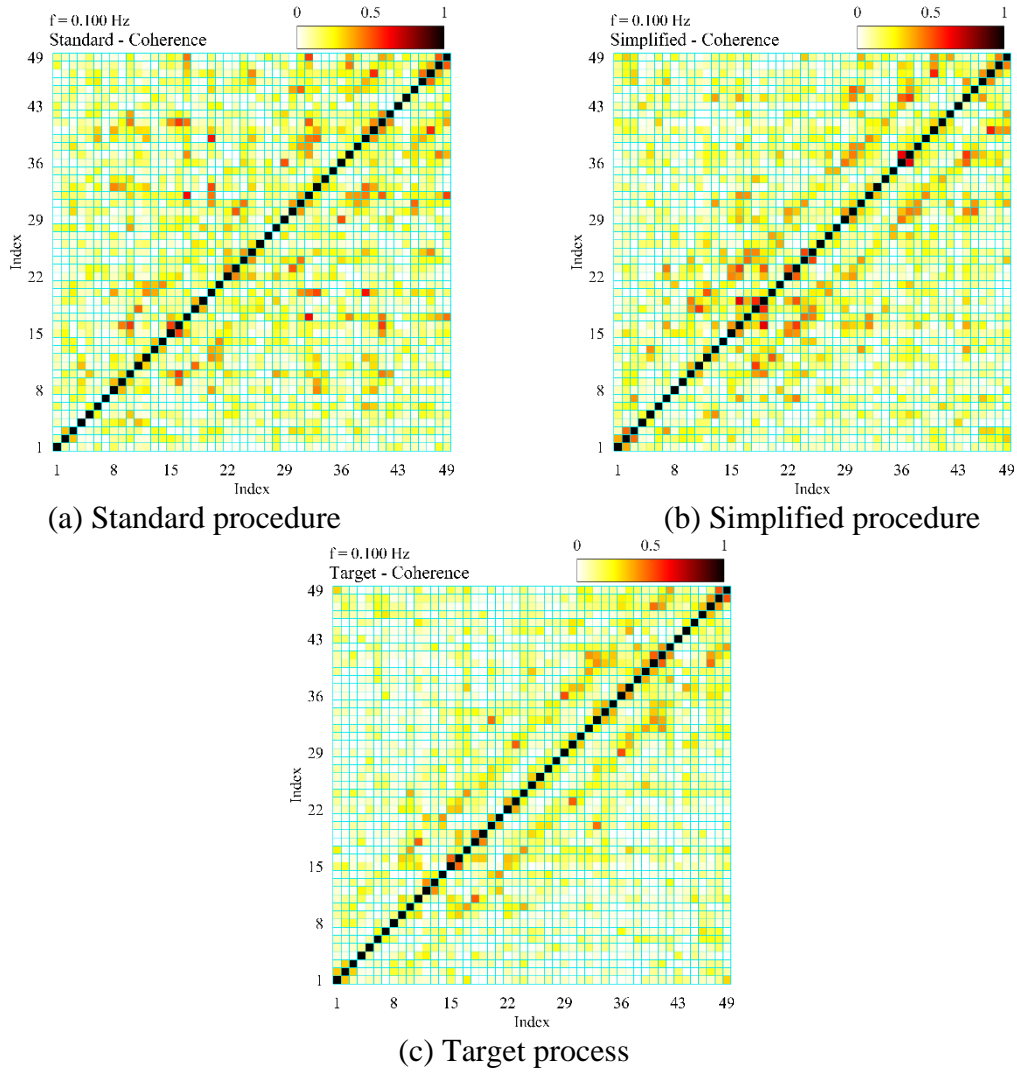 f = 0.100 Hz
Standard - Coherence
0 0.5 1
49
43
36
29
22
15
8
1
Index
1 8 15 22 29 36 43 49
Index
(a) Standard procedure
f = 0.100 Hz
Simplified - Coherence
0 0.5 1
49
43
36
29
22
15
8
1
Index
1 8 15 22 29 36 43 49
Index
(b) Simplified procedure
f = 0.100 Hz
Target - Coherence
0 0.5 1
49
43
36
29
22
15
8
1
Index
1 8 15 22 29 36 43 49
Index
(c) Target process